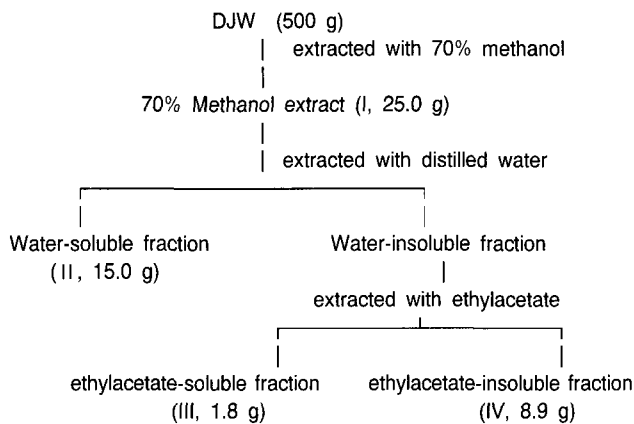 DJW (500 g)
extracted with 70% methanol
70% Methanol extract (I, 25.0 g)
extracted with distilled water
Water-soluble fraction
(II, 15.0 g)
Water-insoluble fraction
extracted with ethylacetate
ethylacetate-soluble fraction
(III, 1.8 g)
ethylacetate-insoluble fraction
(IV, 8.9 g)